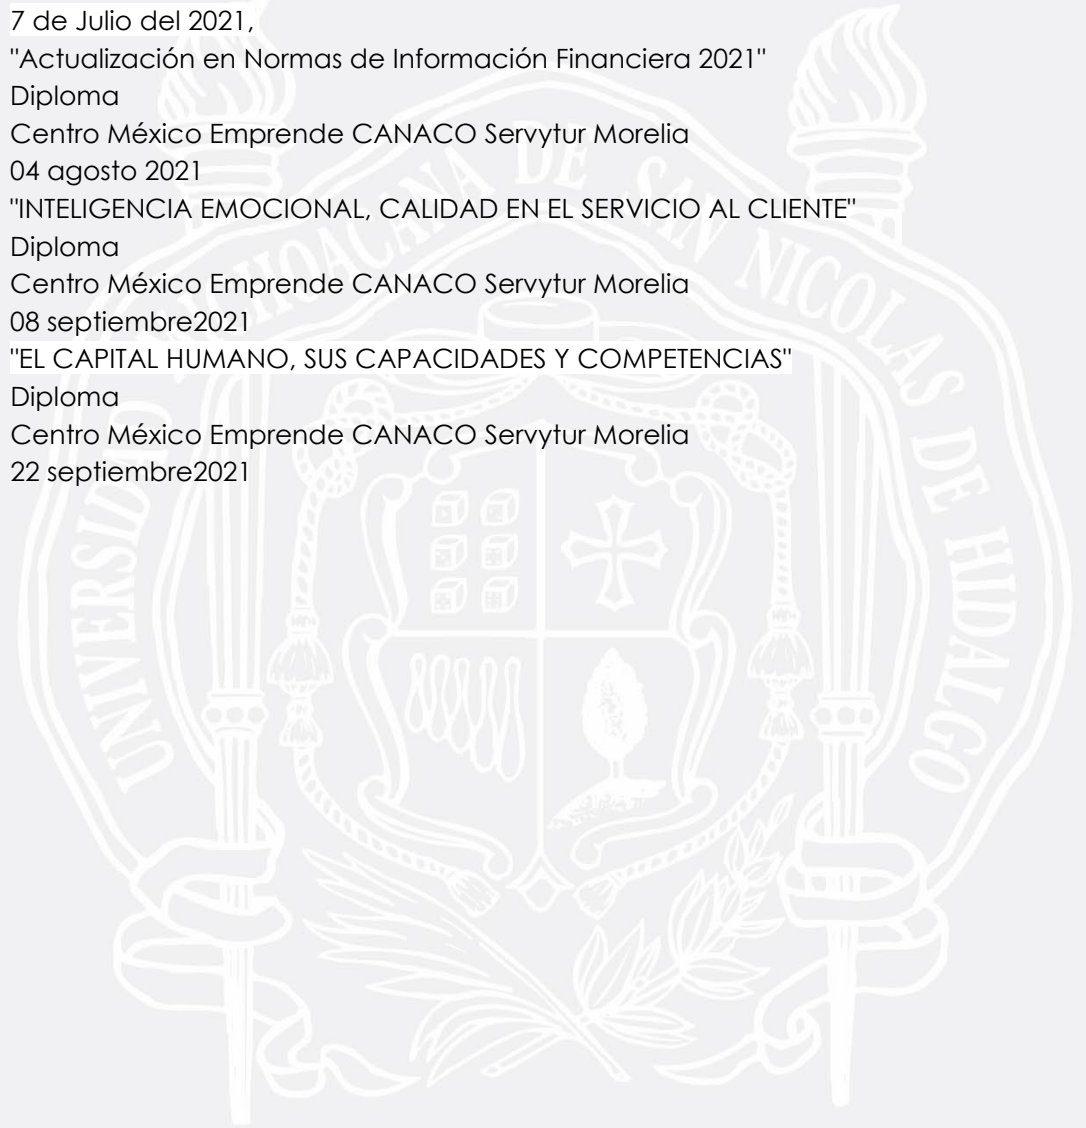 7 de Julio del 2021,
"Actualización en Normas de Información Financiera 2021"
Diploma
Centro México Emprende CANACO Servytur Morelia
04 agosto 2021
"INTELIGENCIA EMOCIONAL, CALIDAD EN EL SERVICIO AL CLIENTE"
Diploma
Centro México Emprende CANACO Servytur Morelia
08 septiembre2021
"EL CAPITAL HUMANO, SUS CAPACIDADES Y COMPETENCIAS"
Diploma
Centro México Emprende CANACO Servytur Morelia
22 septiembre2021
UNIVERSIDAD MICHOACANA DE SAN NICOLAS DE HIDALGO